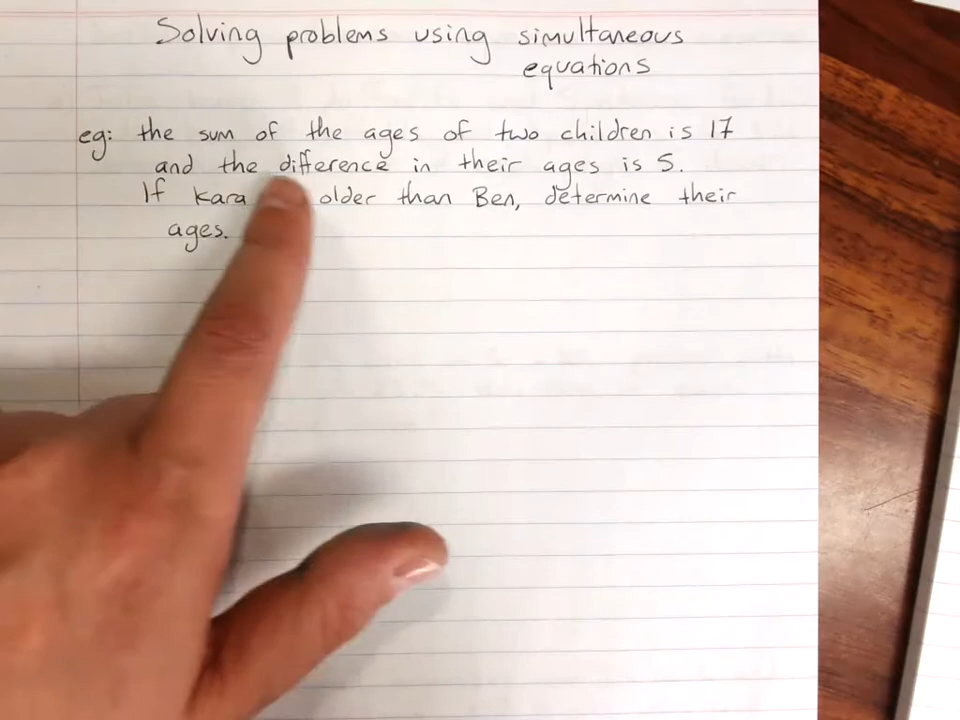 Solving problems using simultaneous
equations
eg: the sum of the ages of two children is 17
and the difference in their ages is 5.
If Kara older than Ben, determine their
ages.